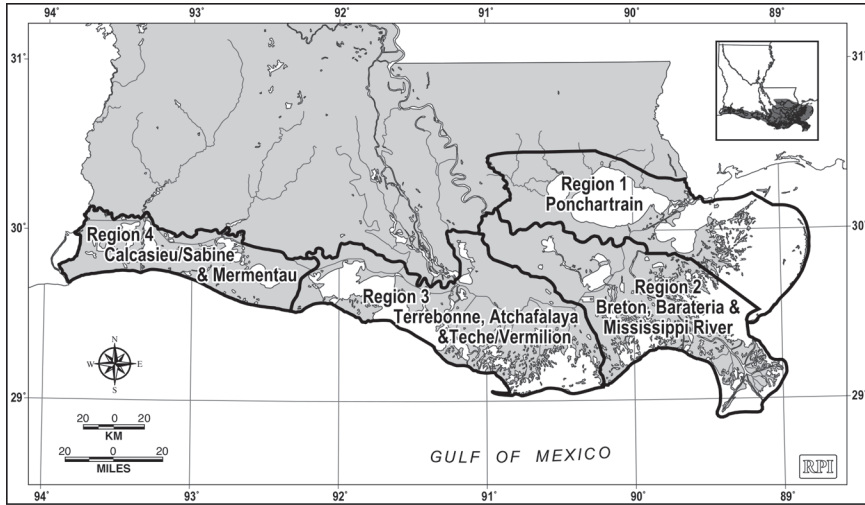 94˚ 93˚ 92˚ 91˚ 90˚ 89˚
31˚ 31˚
Region 1
Ponchartrain
30˚ 30˚
Region 4
Calcasieu/Sabine
& Mermentau
Region 3
Terrebonne, Atchafalaya
&Teche/Vermilion
Region 2
Breton, Barateria &
Mississippi River
N
W E
S
29˚ 29˚
20 0 20
KM
20 0 20
MILES
GULF OF MEXICO
RPI
94˚ 93˚ 92˚ 91˚ 90˚ 89˚